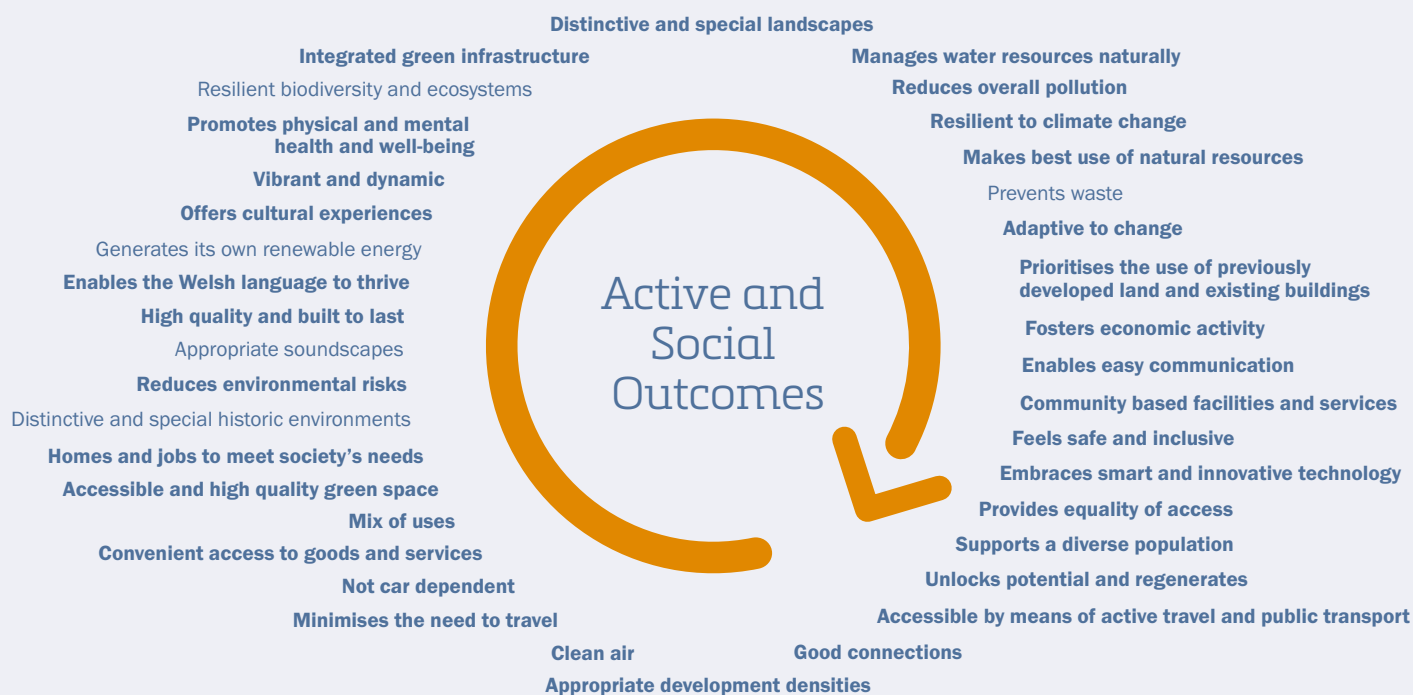 Distinctive and special landscapes
Integrated green infrastructure
Resilient biodiversity and ecosystems
Promotes physical and mental
health and well-being
Vibrant and dynamic
Offers cultural experiences
Generates its own renewable energy
Enables the Welsh language to thrive
High quality and built to last
Appropriate soundscapes
Reduces environmental risks
Distinctive and special historic environments
Homes and jobs to meet society's needs
Accessible and high quality green space
Mix of uses
Convenient access to goods and services
Not car dependent
Minimises the need to travel
Clean air
Appropriate development densities
Active and
Social
Outcomes
Manages water resources naturally
Reduces overall pollution
Resilient to climate change
Makes best use of natural resources
Prevents waste
Adaptive to change
Prioritises the use of previously
developed land and existing buildings
Fosters economic activity
Enables easy communication
Community based facilities and services
Feels safe and inclusive
Embraces smart and innovative technology
Provides equality of access
Supports a diverse population
Unlocks potential and regenerates
Accessible by means of active travel and public transport
Good connections